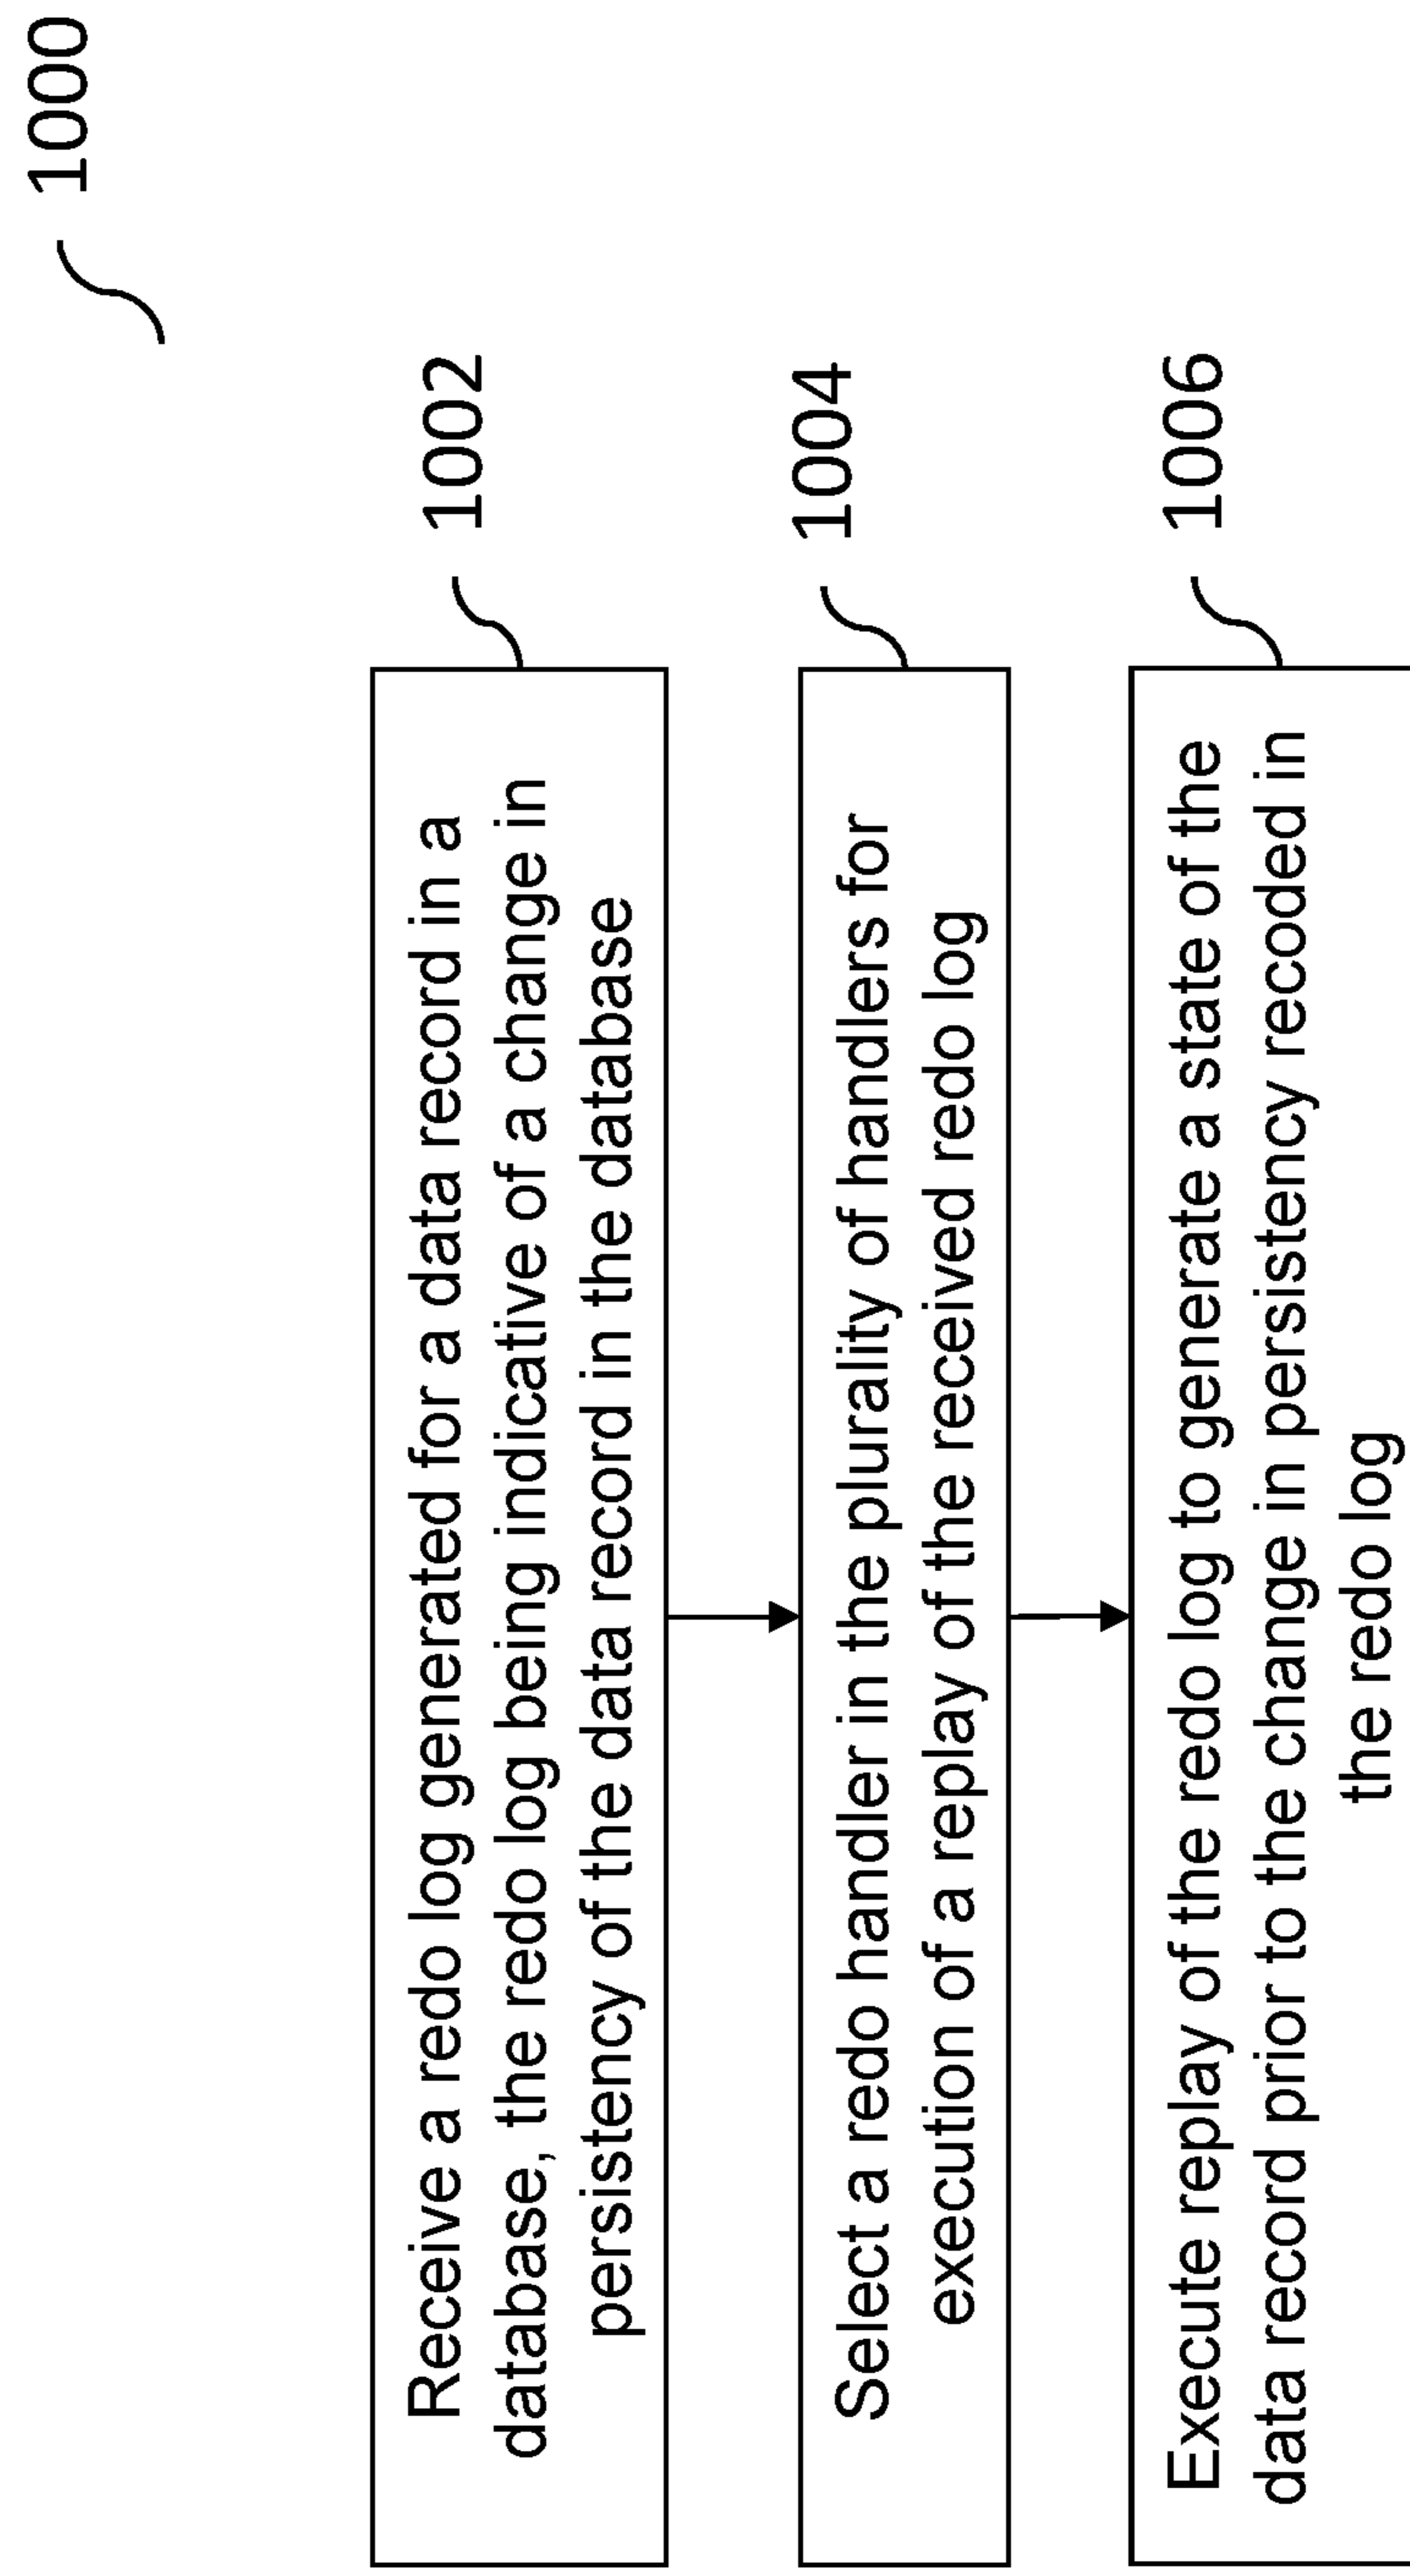 1000
1002
Receive a redo log generated for a data record in a
database, the redo log being indicative of a change in
persistency of the data record in the database
1004
Select a redo handler in the plurality of handlers for
execution of a replay of the received redo log
1006
Execute replay of the redo log to generate a state of the
data record prior to the change in persistency recoded in
the redo log